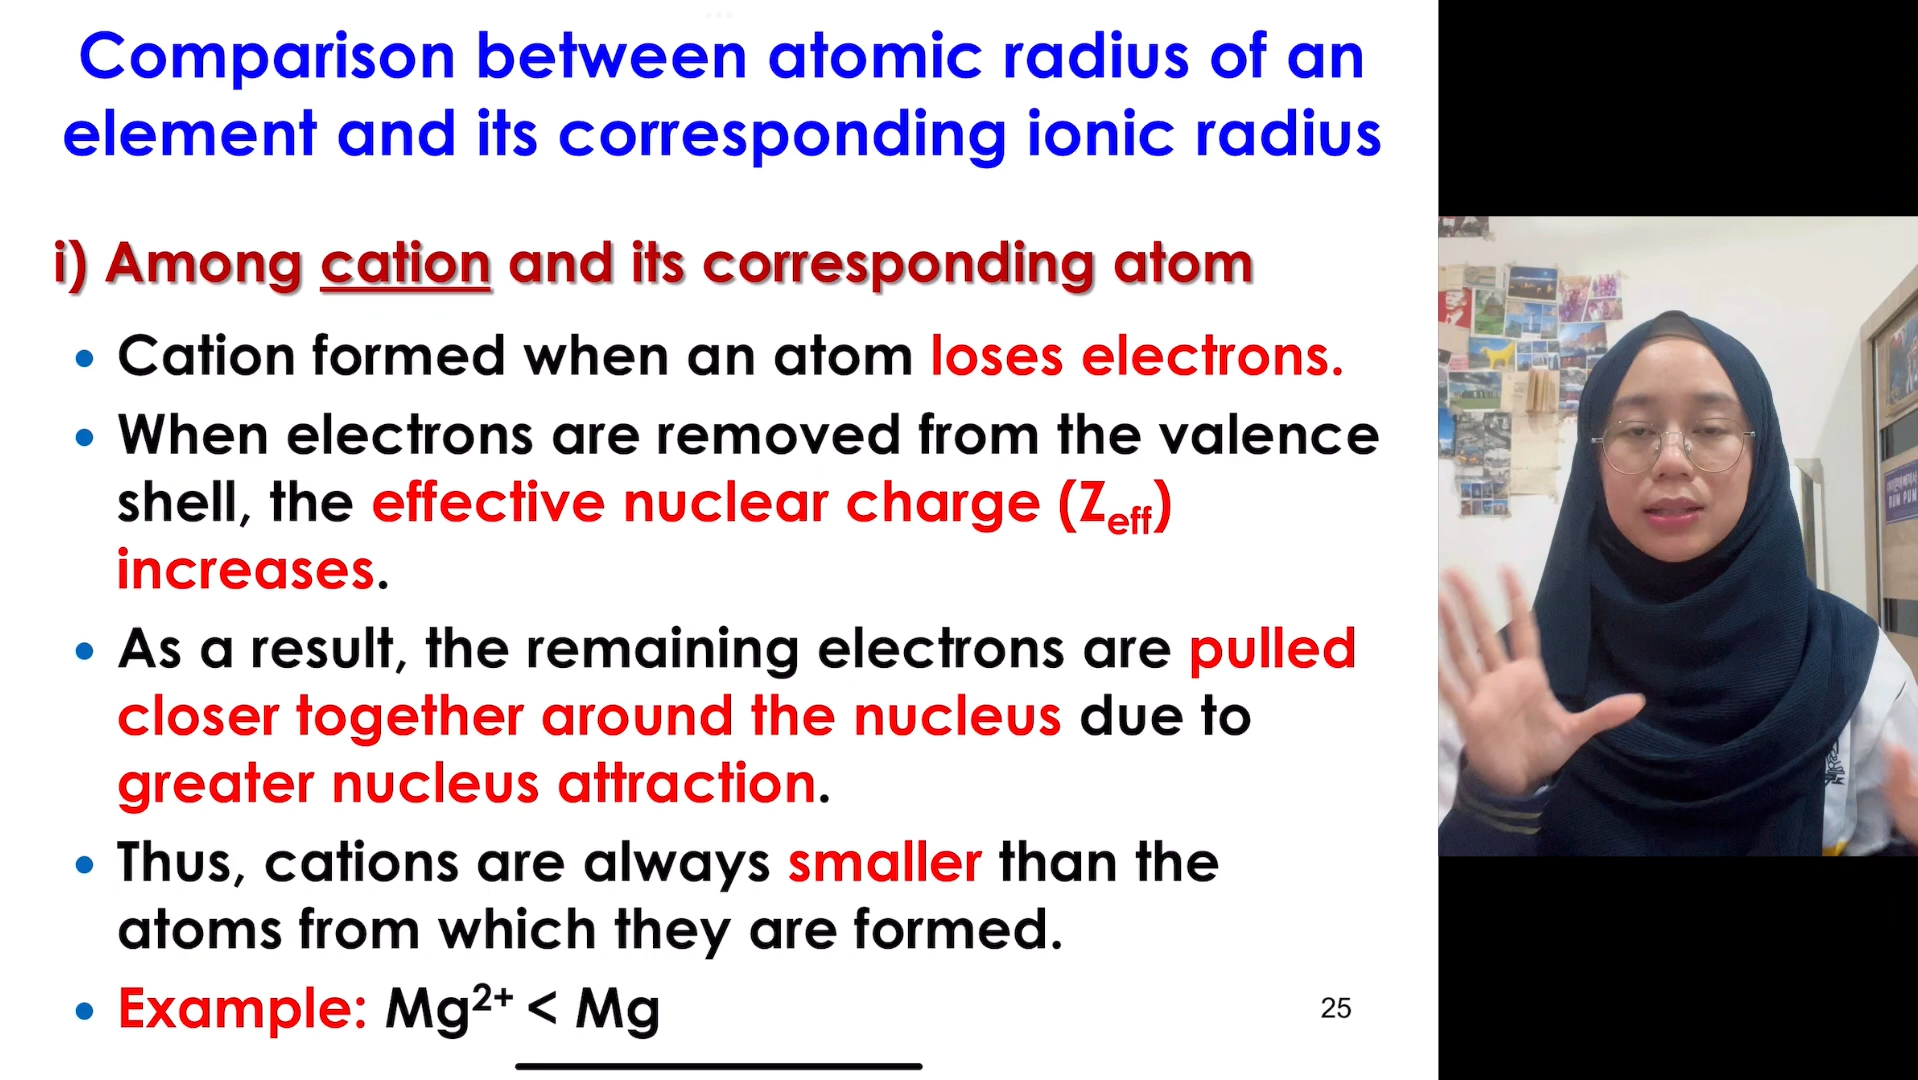 Comparison between atomic radius of an
element and its corresponding ionic radius
i) Among cation and its corresponding atom
• Cation formed when an atom loses electrons.
• When electrons are removed from the valence
shell, the effective nuclear charge (Zeff)
increases.
• As a result, the remaining electrons are pulled
closer together around the nucleus due to
greater nucleus attraction.
• Thus, cations are always smaller than the
atoms from which they are formed.
• Example: Mg²⁺ < Mg
25